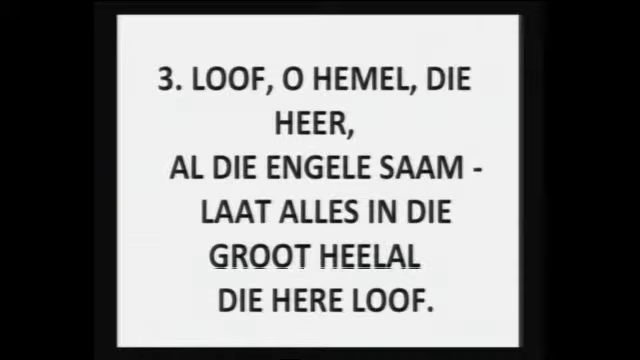 3. LOOF, O HEMEL, DIE
HEER,
AL DIE ENGELE SAAM -
LAAT ALLES IN DIE
GROOT HEELAL
DIE HERE LOOF.